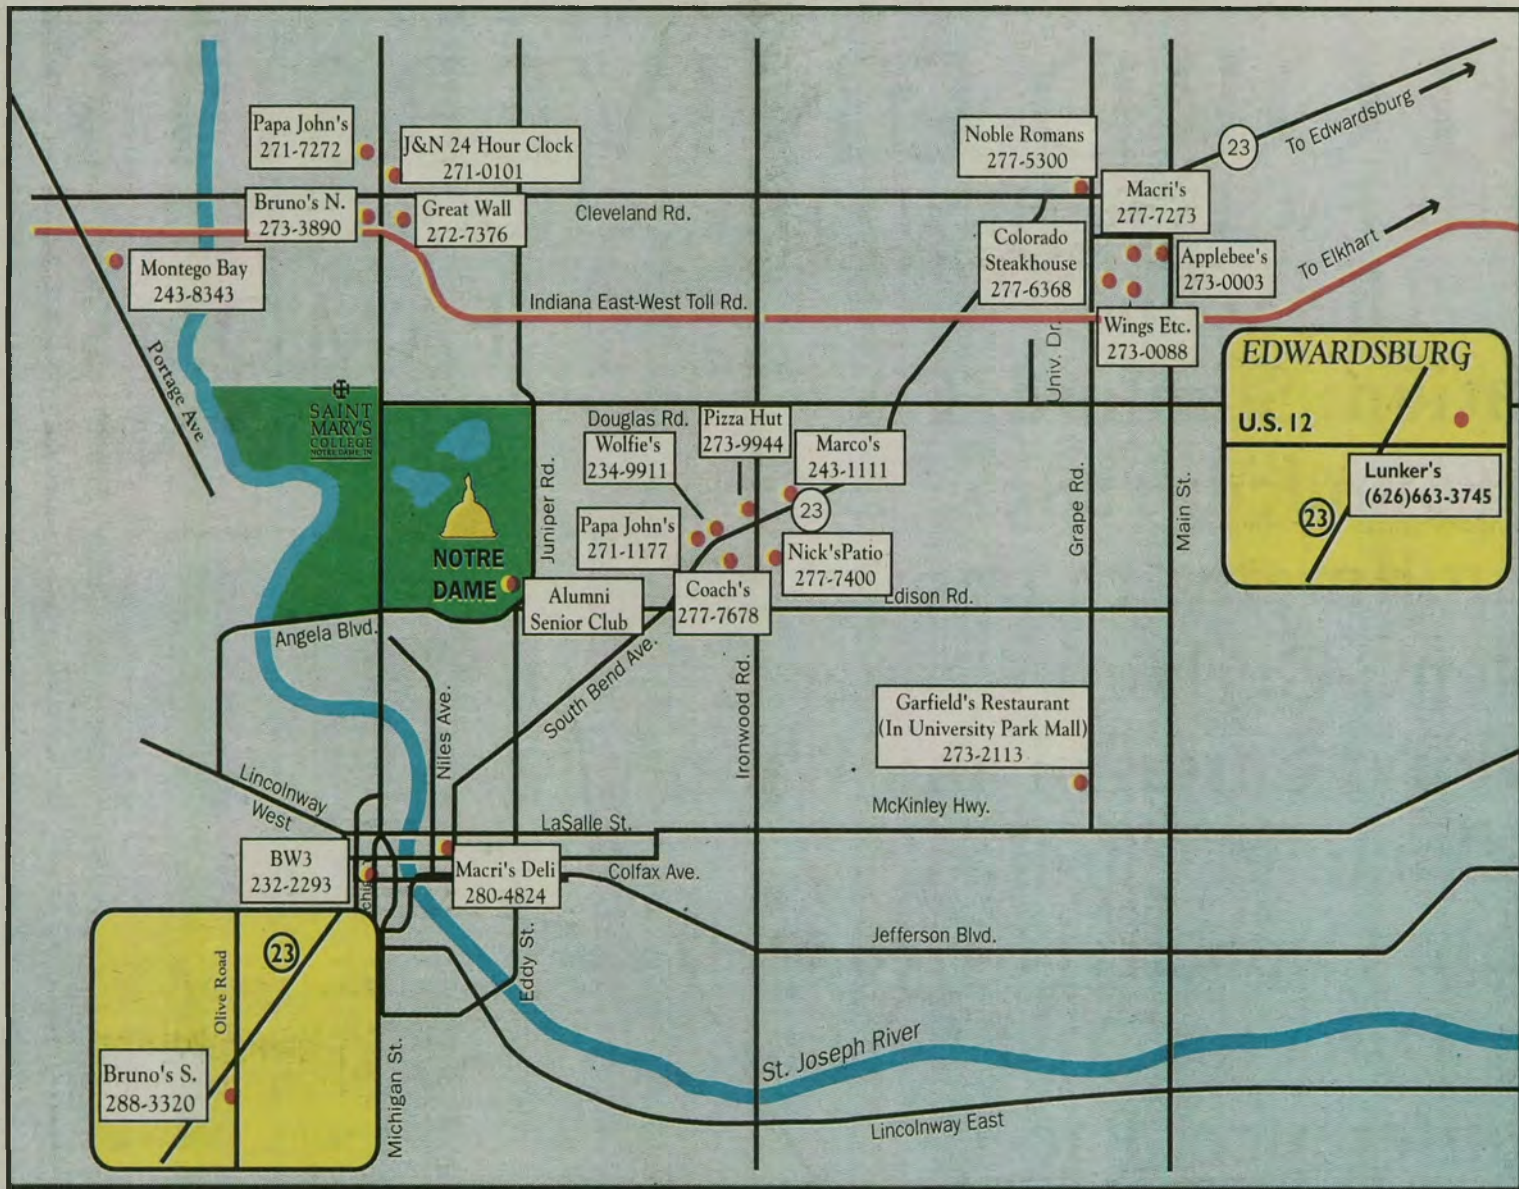 Papa John's
271-7272
J&N 24 Hour Clock
271-0101
Noble Romans
277-5300
23
To Edwardsburg
Macri's
277-7273
Bruno's N.
273-3890
Great Wall
272-7376
Cleveland Rd.
Colorado
Steakhouse
277-6368
Applebee's
273-0003
To Elkhart
Montego Bay
243-8343
Indiana East-West Toll Rd.
Wings Etc.
273-0088
Univ. Dr.
Portage Ave
EDWARDSBURG
U.S. 12
Lunker's
(626)663-3745
23
SAINT
MARY'S
COLLEGE
NOTRE DAME, IN
Douglas Rd.
Pizza Hut
273-9944
Wolfie's
234-9911
Marco's
243-1111
23
Juniper Rd.
Grape Rd.
Main St.
Papa John's
271-1177
Nick'sPatio
277-7400
NOTRE
DAME
Alumni
Senior Club
Coach's
277-7678
Edison Rd.
Angela Blvd.
South Bend Ave.
Ironwood Rd.
Niles Ave.
Garfield's Restaurant
(In University Park Mall)
273-2113
McKinley Hwy.
Lincolnway
West
LaSalle St.
BW3
232-2293
Macri's Deli
280-4824
Colfax Ave.
Jefferson Blvd.
Eddy St.
23
Olive Road
Bruno's S.
288-3320
Michigan St.
St. Joseph River
Lincolnway East